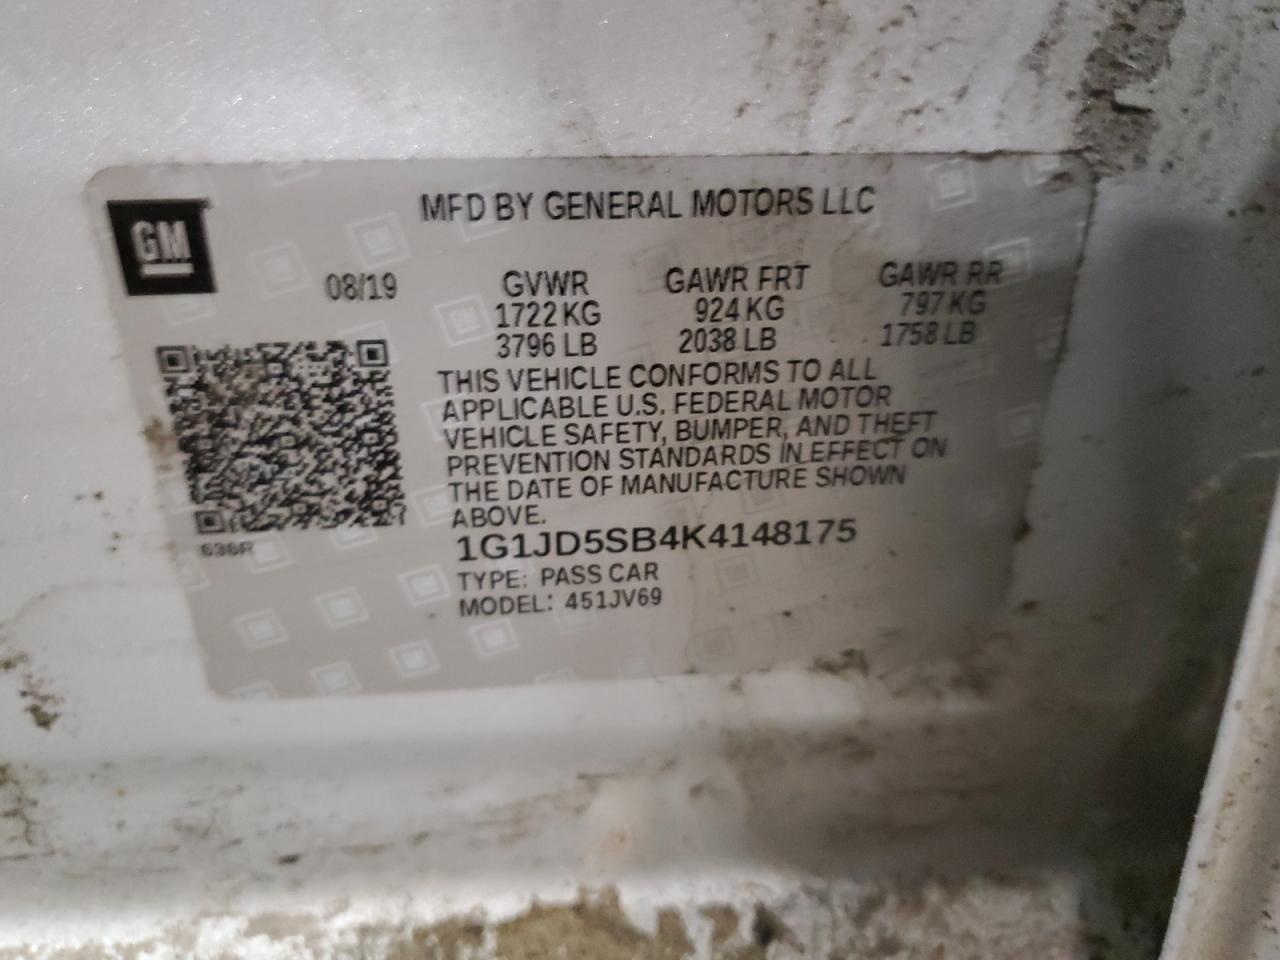 GM
MFD BY GENERAL MOTORS LLC
08/19 GVWR GAWR FRT GAWR RR
1722 KG 924 KG 797 KG
3796 LB 2038 LB 1758 LB
THIS VEHICLE CONFORMS TO ALL
APPLICABLE U.S. FEDERAL MOTOR
VEHICLE SAFETY, BUMPER, AND THEFT
PREVENTION STANDARDS IN EFFECT ON
THE DATE OF MANUFACTURE SHOWN
ABOVE.
636R
1G1JD5SB4K4148175
TYPE: PASS CAR
MODEL: 451JV69